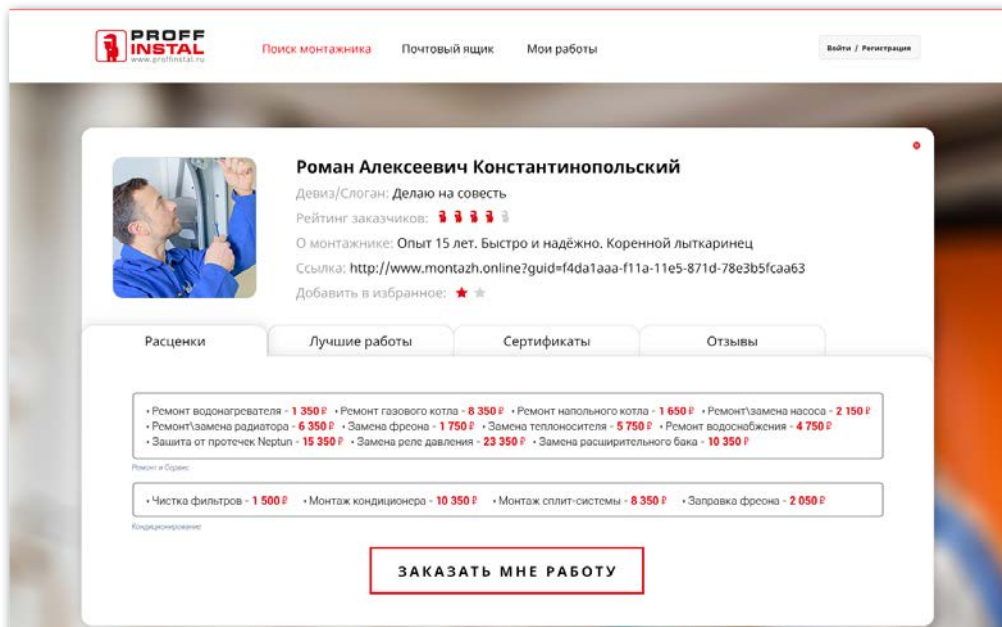 PROFF
INSTAL
www.proffinstal.ru
Поиск монтажника Почтовый ящик Мои работы
Войти / Регистрация
Роман Алексеевич Константинопольский
Девиз/Слоган: Делаю на совесть
Рейтинг заказчиков:
О монтажнике: Опыт 15 лет. Быстро и надёжно. Коренной лыткаринец
Ссылка: http://www.montazh.online?guid=f4da1aaa-f11a-11e5-871d-78e3b5fcaa63
Добавить в избранное:
Расценки Лучшие работы Сертификаты Отзывы
• Ремонт водонагревателя - 1 350 ₽ • Ремонт газового котла - 8 350 ₽ • Ремонт напольного котла - 1 650 ₽ • Ремонт\замена насоса - 2 150 ₽
• Ремонт\замена радиатора - 6 350 ₽ • Замена фреона - 1 750 ₽ • Замена теплоносителя - 5 750 ₽ • Ремонт водоснабжения - 4 750 ₽
• Зашита от протечек Neptun - 15 350 ₽ • Замена реле давления - 23 350 ₽ • Замена расширительного бака - 10 350 ₽
Ремонт и Сервис
• Чистка фильтров - 1 500 ₽ • Монтаж кондиционера - 10 350 ₽ • Монтаж сплит-системы - 8 350 ₽ • Заправка фреона - 2 050 ₽
Кондиционирование
ЗАКАЗАТЬ МНЕ РАБОТУ